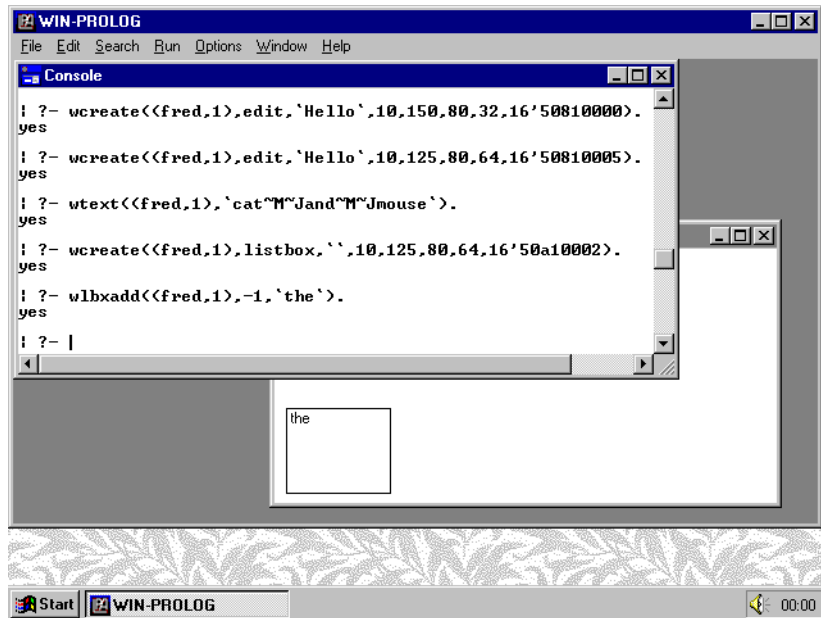 WIN-PROLOG
File Edit Search Run Options Window Help
Console
| ?- wcreate((fred,1),edit,`Hello`,10,150,80,32,16'50810000).
yes
| ?- wcreate((fred,1),edit,`Hello`,10,125,80,64,16'50810005).
yes
| ?- wtext((fred,1),`cat~M~Jand~M~Jmouse`).
yes
| ?- wcreate((fred,1),listbox,``,10,125,80,64,16'50a10002).
yes
| ?- wlbxadd((fred,1),-1,`the`).
yes
| ?- |
the
Start WIN-PROLOG 00:00